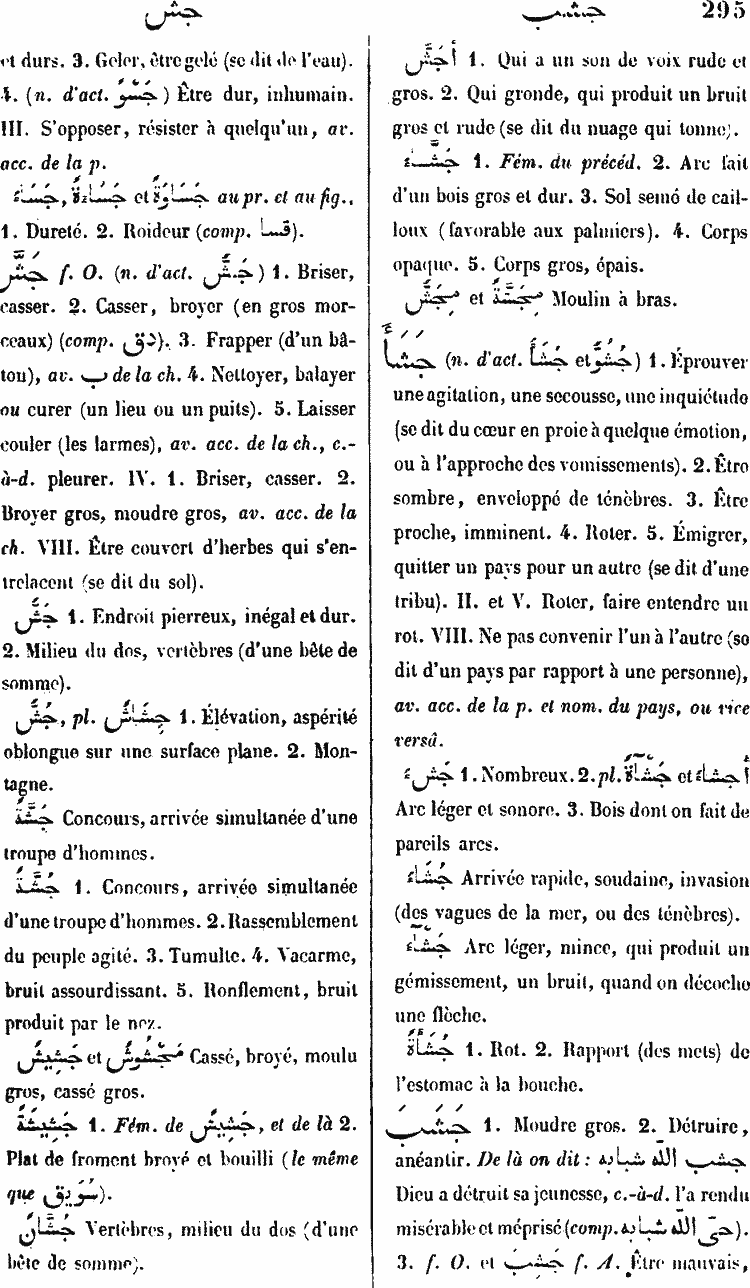 جش
جشب
295
et durs. 3. Geler, être gelé (se dit de l'eau).
4. (n. d'act. جُسُوّ) Être dur, inhumain.
III. S'opposer, résister à quelqu'un, av.
acc. de la p.
جَسَاوَةٌ et جَسَاءَةٌ, جَسَاءٌ au pr. et au fig.,
1. Dureté. 2. Roideur (comp. قسا).
جَشَّ f. O. (n. d'act. جَشّ) 1. Briser,
casser. 2. Casser, broyer (en gros mor-
ceaux) (comp. دق). 3. Frapper (d'un bâ-
ton), av. ب de la ch. 4. Nettoyer, balayer
ou curer (un lieu ou un puits). 5. Laisser
couler (les larmes), av. acc. de la ch., c.-
à-d. pleurer. IV. 1. Briser, casser. 2.
Broyer gros, moudre gros, av. acc. de la
ch. VIII. Être couvert d'herbes qui s'en-
trelacent (se dit du sol).
جَشّ 1. Endroit pierreux, inégal et dur.
2. Milieu du dos, vertèbres (d'une bête de
somme).
جُشّ, pl. جِشَاشٌ 1. Élévation, aspérité
oblongue sur une surface plane. 2. Mon-
tagne.
جَشَّةٌ Concours, arrivée simultanée d'une
troupe d'hommes.
جُشَّةٌ 1. Concours, arrivée simultanée
d'une troupe d'hommes. 2. Rassemblement
du peuple agité. 3. Tumulte. 4. Vacarme,
bruit assourdissant. 5. Ronflement, bruit
produit par le nez.
جَشِيشٌ et مَجْشُوشٌ Cassé, broyé, moulu
gros, cassé gros.
جَشِيشَةٌ 1. Fém. de جَشِيشٌ, et de là 2.
Plat de froment broyé et bouilli (le même
que سَوِيق).
جَشَّانٌ Vertèbres, milieu du dos (d'une
bête de somme).
أَجَشُّ 1. Qui a un son de voix rude et
gros. 2. Qui gronde, qui produit un bruit
gros et rude (se dit du nuage qui tonne).
جَشَّاءُ 1. Fém. du précéd. 2. Arc fait
d'un bois gros et dur. 3. Sol semé de cail-
loux (favorable aux palmiers). 4. Corps
opaque. 5. Corps gros, épais.
مِجَشّ et مِجَشَّةٌ Moulin à bras.
جَشَأَ (n. d'act. جَشْأً et جُشُوٌّ) 1. Éprouver
une agitation, une secousse, une inquiétude
(se dit du cœur en proie à quelque émotion,
ou à l'approche des vomissements). 2. Être
sombre, enveloppé de ténèbres. 3. Être
proche, imminent. 4. Roter. 5. Émigrer,
quitter un pays pour un autre (se dit d'une
tribu). II. et V. Roter, faire entendre un
rot. VIII. Ne pas convenir l'un à l'autre (se
dit d'un pays par rapport à une personne),
av. acc. de la p. et nom. du pays, ou vice
versâ.
جَشْءٌ 1. Nombreux. 2. pl. جَشَآةٌ et أجشاءٌ
Arc léger et sonore. 3. Bois dont on fait de
pareils arcs.
جُشَاءٌ Arrivée rapide, soudaine, invasion
(des vagues de la mer, ou des ténèbres).
جَشْآءُ Arc léger, mince, qui produit un
gémissement, un bruit, quand on décoche
une flèche.
جُشَأَةٌ 1. Rot. 2. Rapport (des mets) de
l'estomac à la bouche.
جَشَبَ 1. Moudre gros. 2. Détruire,
anéantir. De là on dit : جشب الله شبابه
Dieu a détruit sa jeunesse, c.-à-d. l'a rendu
misérable et méprisé (comp. حتى الله شبابه).
3. f. O. et جَشِبَ f. A. Être mauvais,